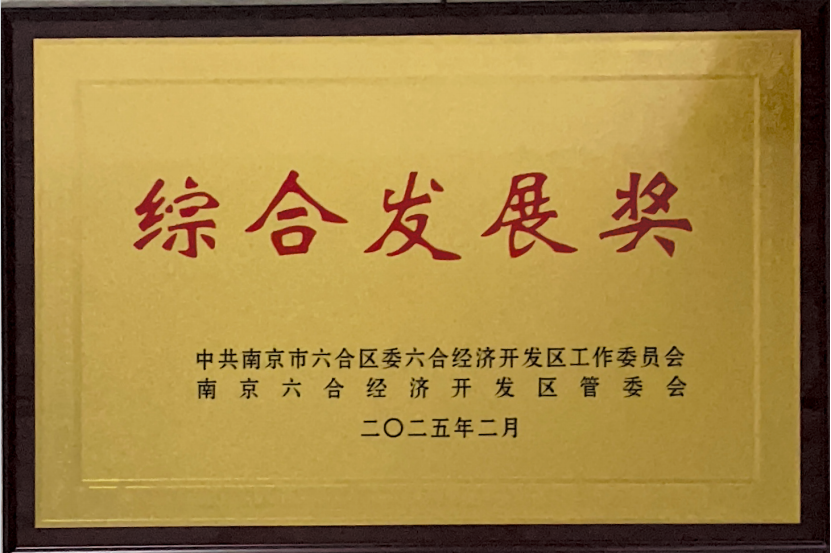 综合发展奖
中共南京市六合区委六合经济开发区工作委员会
南京六合经济开发区管委会
二〇二五年二月